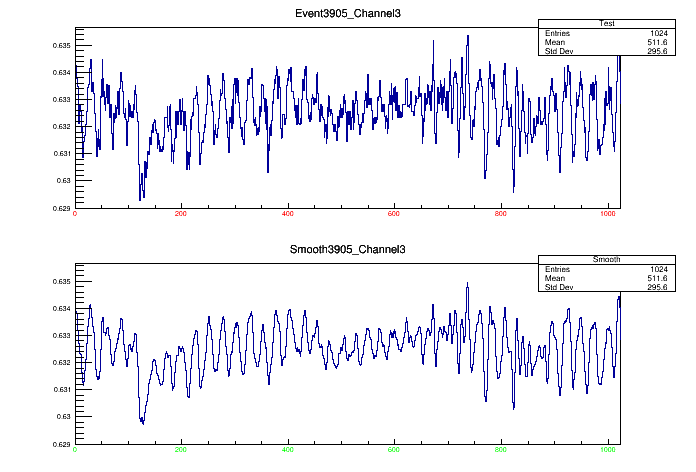 Event3905_Channel3
Test
Entries 1024
Mean 511.6
Std Dev 295.6
0.635
0.634
0.633
0.632
0.631
0.63
0.629
0 200 400 600 800 1000
Smooth3905_Channel3
Smooth
Entries 1024
Mean 511.6
Std Dev 295.6
0.635
0.634
0.633
0.632
0.631
0.63
0.629
0 200 400 600 800 1000